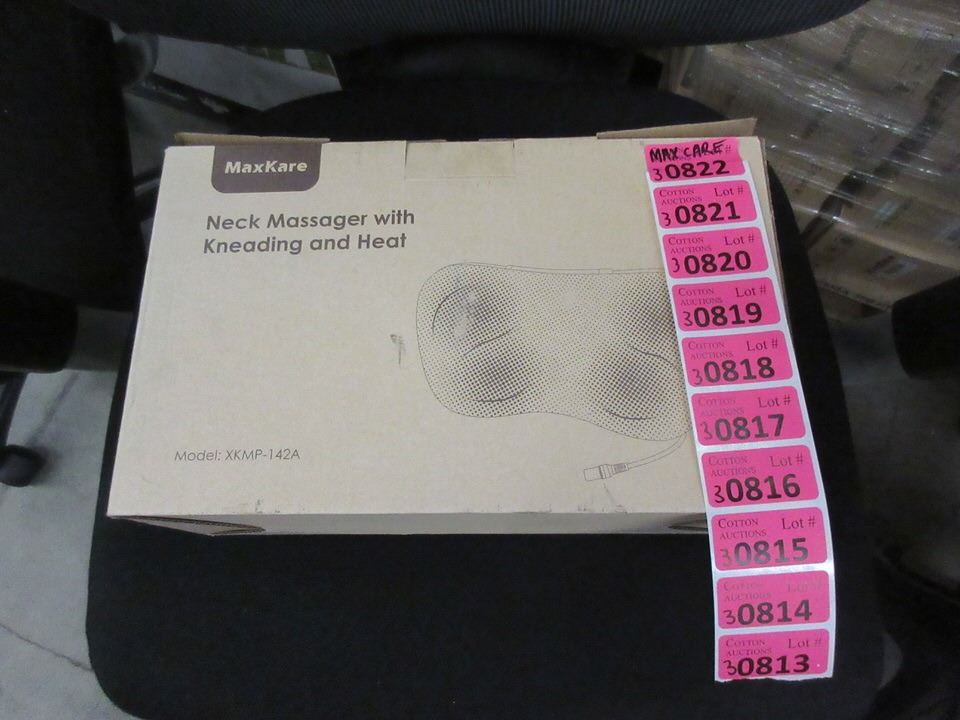 MaxKare
Neck Massager with
Kneading and Heat
Model: XKMP-142A
MAX CARE #
30822
COTTON Lot #
AUCTIONS
30821
COTTON Lot #
AUCTIONS
30820
COTTON Lot #
AUCTIONS
30819
COTTON Lot #
AUCTIONS
30818
COTTON Lot #
AUCTIONS
30817
COTTON Lot #
AUCTIONS
30816
COTTON Lot #
AUCTIONS
30815
COTTON Lot #
AUCTIONS
30814
COTTON Lot #
AUCTIONS
30813